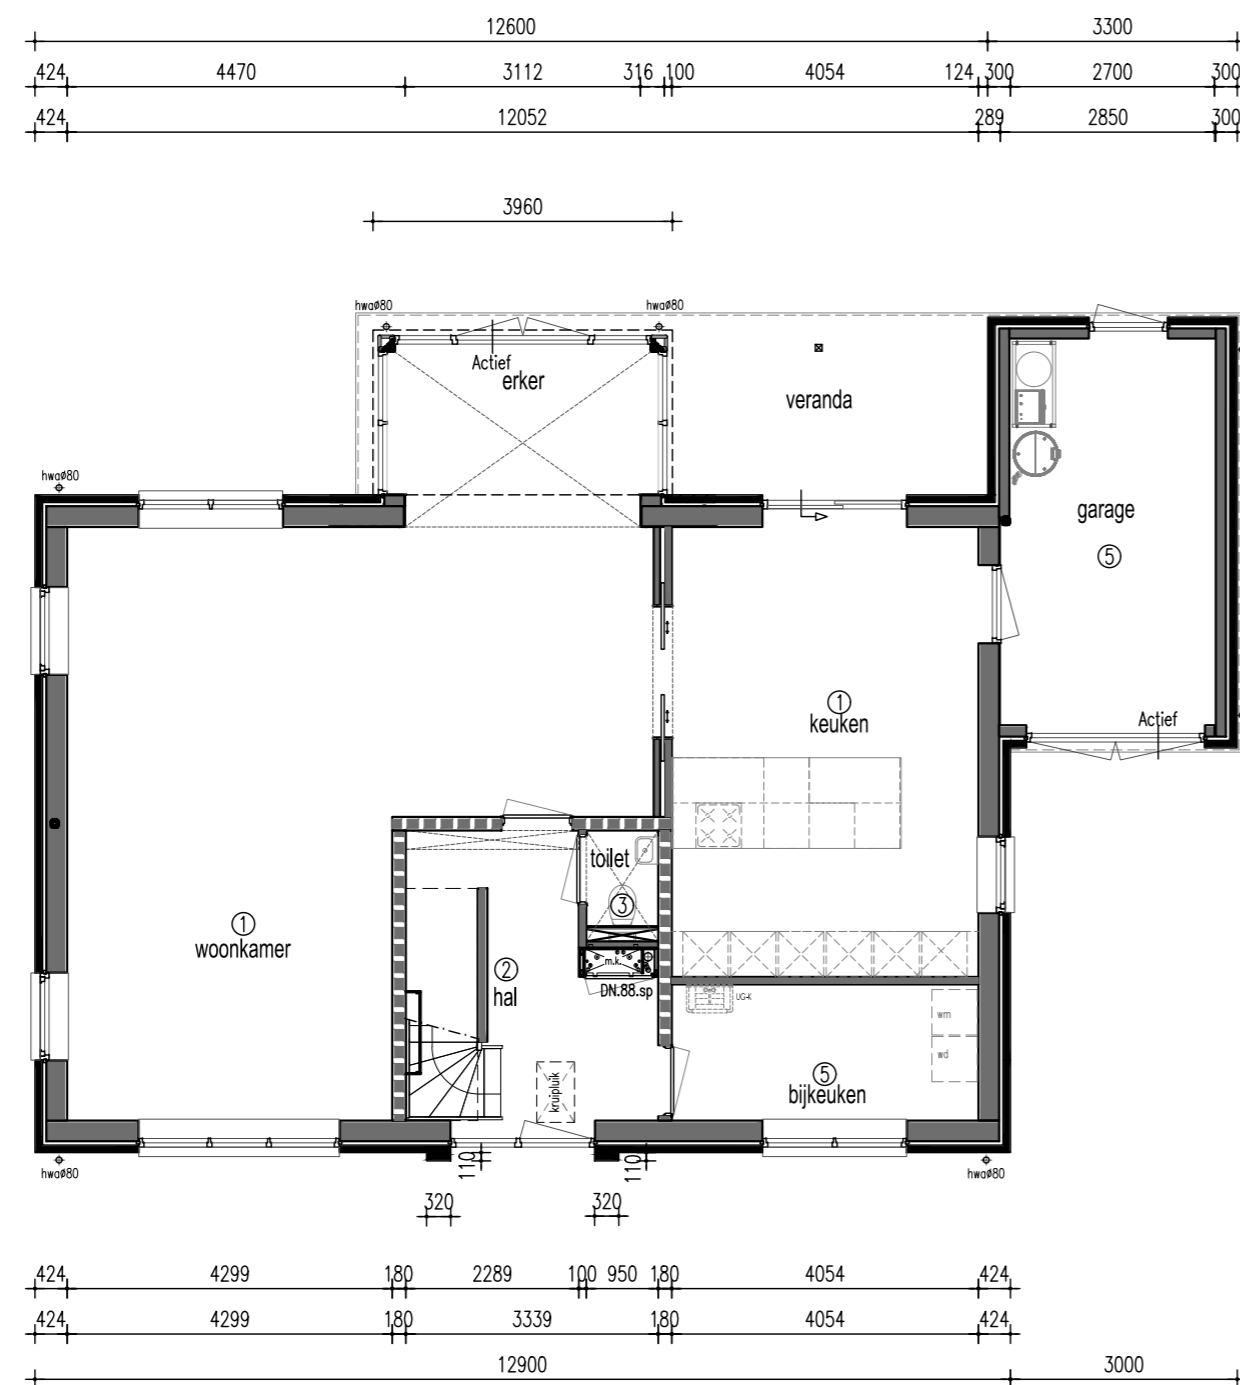 12600 3300
424 4470 3112 316 100 4054 124 300 2700 300
424 12052 289 2850 300
3960
hwaø80 hwaø80
Actief
erker
veranda
hwaø80
garage
5
1
keuken
Actief
toilet
3
1
woonkamer
2
hal
m.k.
DN.88.sp
UG-K
wm
wd
kruipluik
5
bijkeuken
hwaø80
110
110
hwaø80
320 320
424 4299 180 2289 100 950 180 4054 424
424 4299 180 3339 180 4054 424
12900 3000